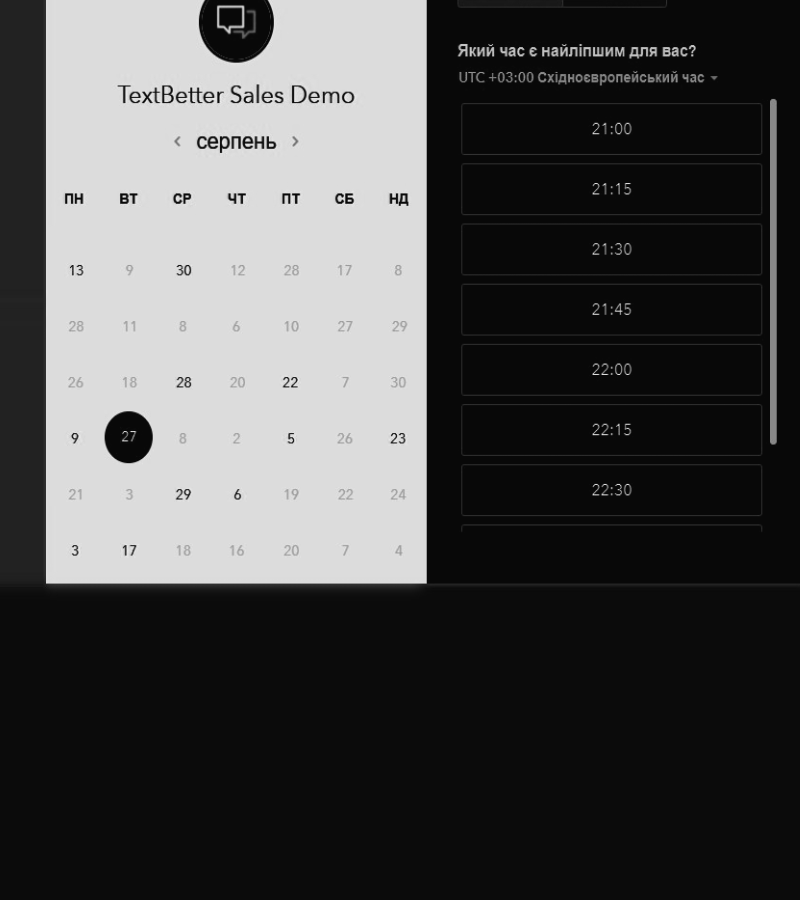 TextBetter Sales Demo
серпень
ПН ВТ СР ЧТ ПТ СБ НД
13 9 30 12 28 17 8
28 11 8 6 10 27 29
26 18 28 20 22 7 30
9 27 8 2 5 26 23
21 3 29 6 19 22 24
3 17 18 16 20 7 4
Який час є найліпшим для вас?
UTC +03:00 Східноєвропейський час
21:00
21:15
21:30
21:45
22:00
22:15
22:30